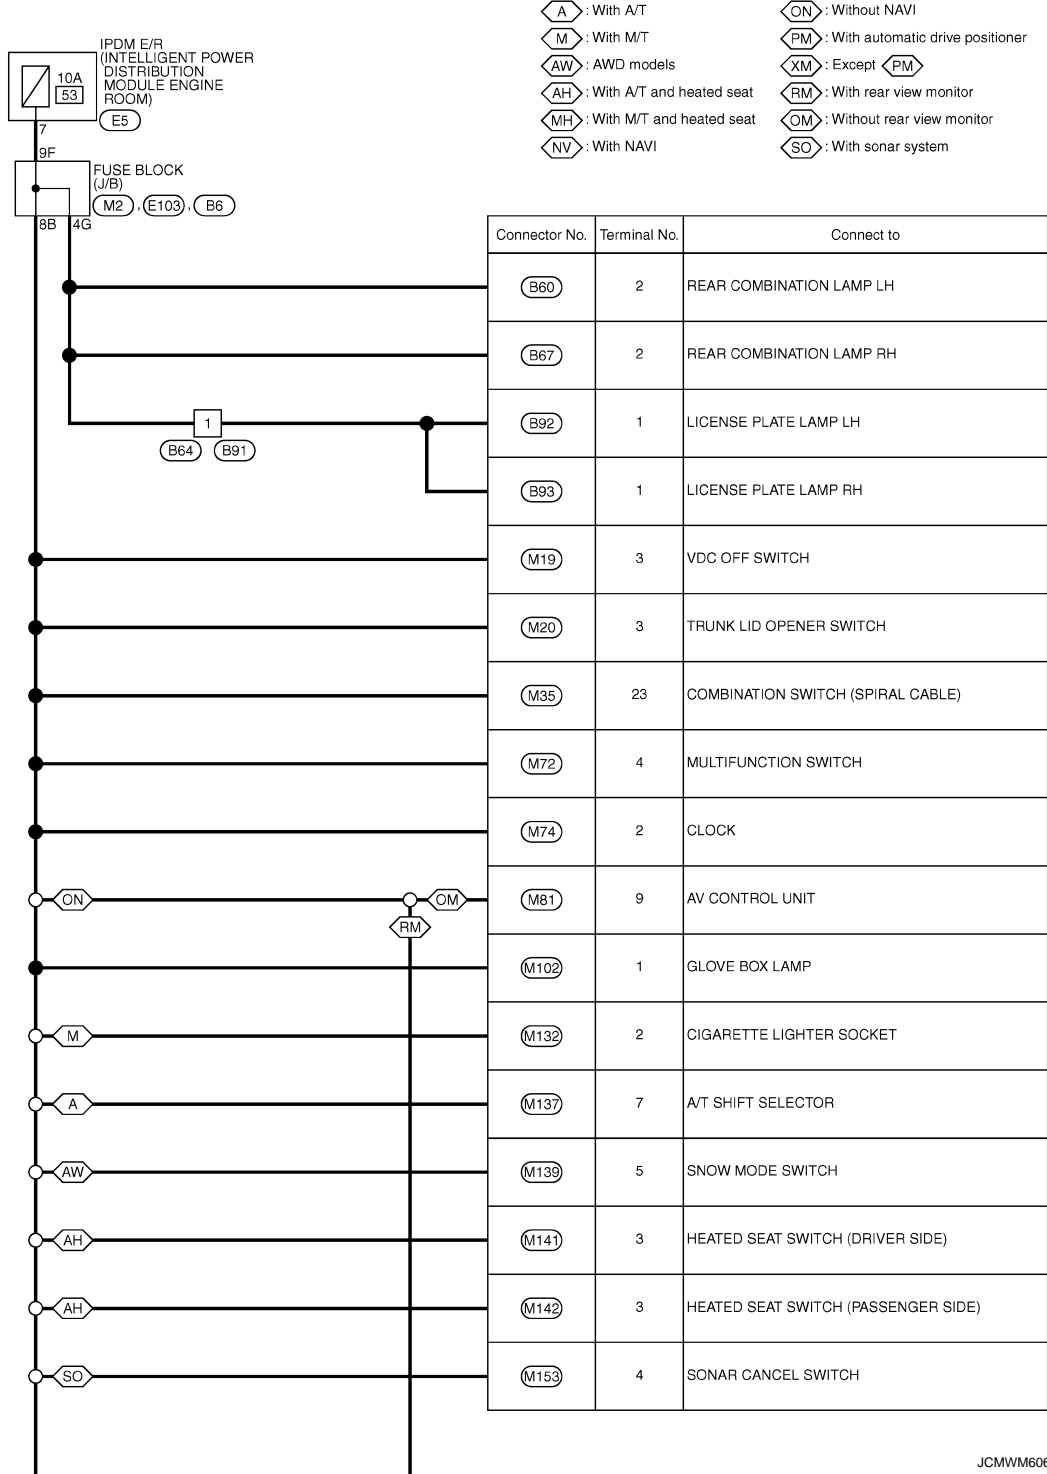 A : With A/T
M : With M/T
AW : AWD models
AH : With A/T and heated seat
MH : With M/T and heated seat
NV : With NAVI
ON : Without NAVI
PM : With automatic drive positioner
XM : Except PM
RM : With rear view monitor
OM : Without rear view monitor
SO : With sonar system
IPDM E/R
(INTELLIGENT POWER
DISTRIBUTION
MODULE ENGINE
ROOM)
10A
53
E5
7
9F
FUSE BLOCK
(J/B)
M2 , E103 , B6
8B 4G
Connector No. Terminal No. Connect to
B60 2 REAR COMBINATION LAMP LH
B67 2 REAR COMBINATION LAMP RH
1 B92 1 LICENSE PLATE LAMP LH
B64 B91
B93 1 LICENSE PLATE LAMP RH
M19 3 VDC OFF SWITCH
M20 3 TRUNK LID OPENER SWITCH
M35 23 COMBINATION SWITCH (SPIRAL CABLE)
M72 4 MULTIFUNCTION SWITCH
M74 2 CLOCK
ON OM M81 9 AV CONTROL UNIT
RM
M102 1 GLOVE BOX LAMP
M M132 2 CIGARETTE LIGHTER SOCKET
A M137 7 A/T SHIFT SELECTOR
AW M139 5 SNOW MODE SWITCH
AH M141 3 HEATED SEAT SWITCH (DRIVER SIDE)
AH M142 3 HEATED SEAT SWITCH (PASSENGER SIDE)
SO M153 4 SONAR CANCEL SWITCH